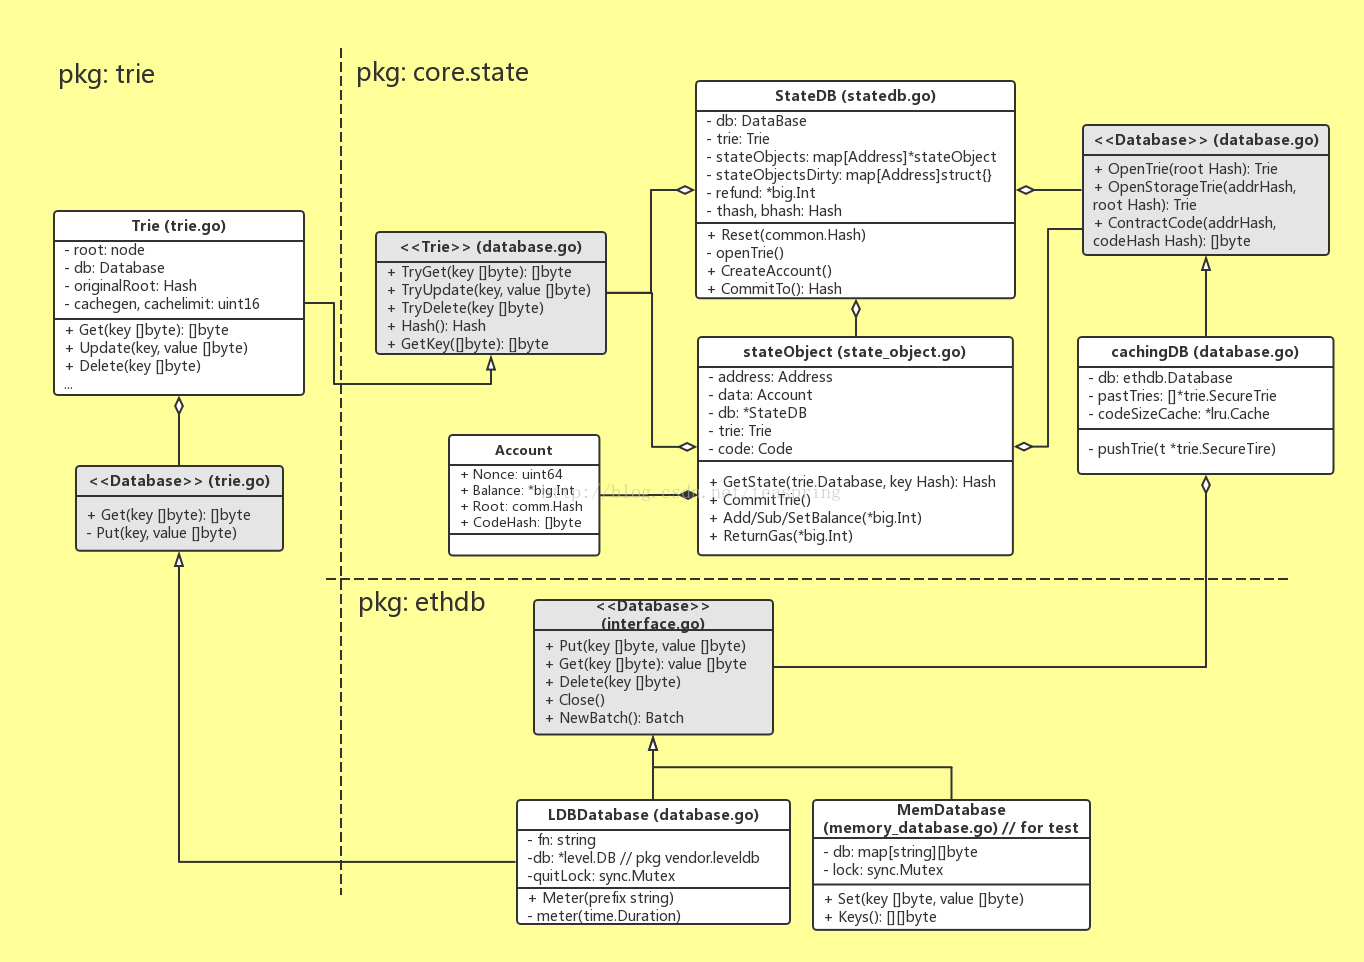 pkg: trie
pkg: core.state
StateDB (statedb.go)
- db: DataBase
- trie: Trie
- stateObjects: map[Address]*stateObject
- stateObjectsDirty: map[Address]struct{}
- refund: *big.Int
- thash, bhash: Hash
+ Reset(common.Hash)
- openTrie()
+ CreateAccount()
+ CommitTo(): Hash
<<Database>> (database.go)
+ OpenTrie(root Hash): Trie
+ OpenStorageTrie(addrHash,
root Hash): Trie
+ ContractCode(addrHash,
codeHash Hash): []byte
Trie (trie.go)
- root: node
- db: Database
- originalRoot: Hash
- cachegen, cachelimit: uint16
+ Get(key []byte): []byte
+ Update(key, value []byte)
+ Delete(key []byte)
...
<<Trie>> (database.go)
+ TryGet(key []byte): []byte
+ TryUpdate(key, value []byte)
+ TryDelete(key []byte)
+ Hash(): Hash
+ GetKey([]byte): []byte
stateObject (state_object.go)
- address: Address
- data: Account
- db: *StateDB
- trie: Trie
- code: Code
+ GetState(trie.Database, key Hash): Hash
+ CommitTrie()
+ Add/Sub/SetBalance(*big.Int)
+ ReturnGas(*big.Int)
cachingDB (database.go)
- db: ethdb.Database
- pastTries: []*trie.SecureTrie
- codeSizeCache: *lru.Cache
- pushTrie(t *trie.SecureTire)
Account
+ Nonce: uint64
+ Balance: *big.Int
+ Root: comm.Hash
+ CodeHash: []byte
<<Database>> (trie.go)
+ Get(key []byte): []byte
- Put(key, value []byte)
pkg: ethdb
<<Database>>
(interface.go)
+ Put(key []byte, value []byte)
+ Get(key []byte): value []byte
+ Delete(key []byte)
+ Close()
+ NewBatch(): Batch
LDBDatabase (database.go)
- fn: string
-db: *level.DB // pkg vendor.leveldb
-quitLock: sync.Mutex
+ Meter(prefix string)
- meter(time.Duration)
MemDatabase
(memory_database.go) // for test
- db: map[string][]byte
- lock: sync.Mutex
+ Set(key []byte, value []byte)
+ Keys(): [][]byte